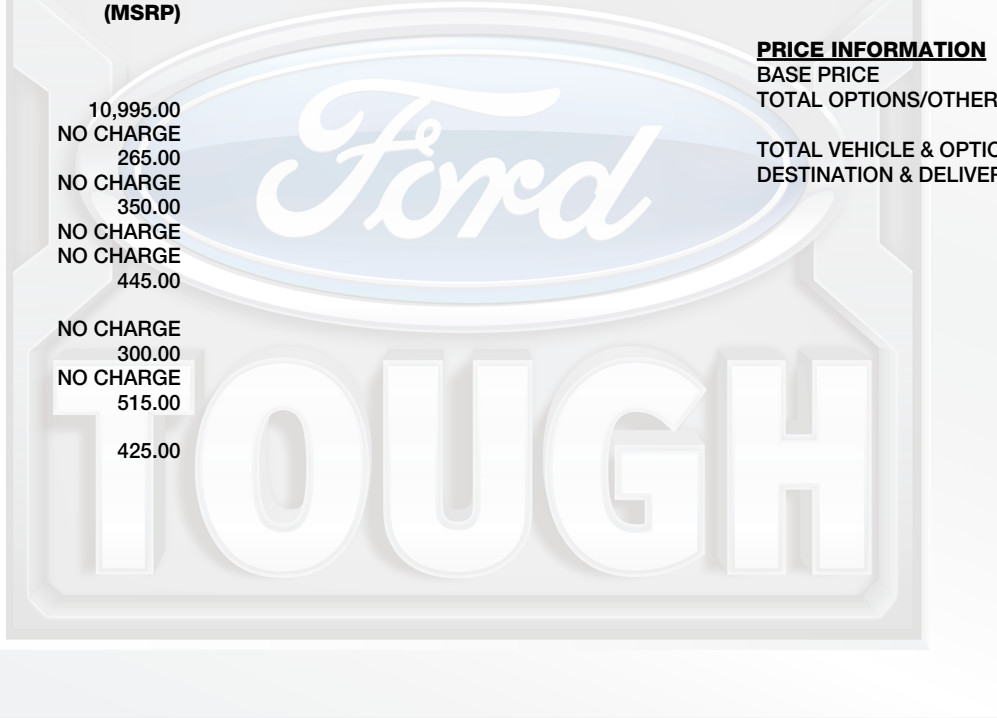 (MSRP)
10,995.00
NO CHARGE
265.00
NO CHARGE
350.00
NO CHARGE
NO CHARGE
445.00
NO CHARGE
300.00
NO CHARGE
515.00
425.00
PRICE INFORMATION
BASE PRICE
TOTAL OPTIONS/OTHER
TOTAL VEHICLE & OPTIO
DESTINATION & DELIVER
Ford
TOUGH